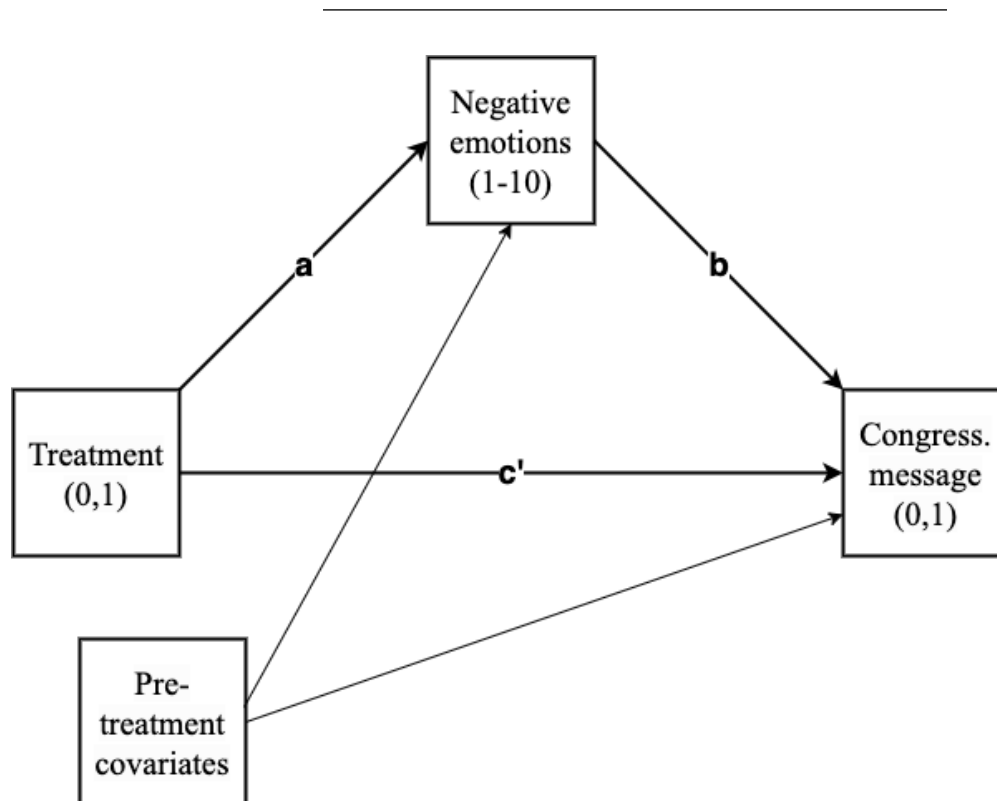 Negative
emotions
(1-10)
a
b
Treatment
(0,1)
c'
Congress.
message
(0,1)
Pre-
treatment
covariates